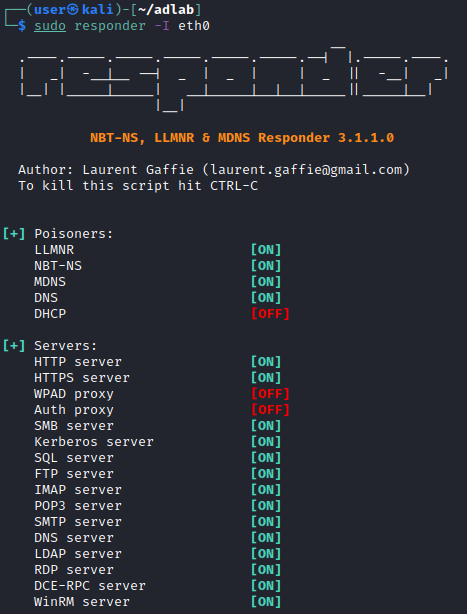 ┌──(user㉿kali)-[~/adlab]
└─$ sudo responder -I eth0
NBT-NS, LLMNR & MDNS Responder 3.1.1.0
Author: Laurent Gaffie (laurent.gaffie@gmail.com)
To kill this script hit CTRL-C
[+] Poisoners:
LLMNR [ON]
NBT-NS [ON]
MDNS [ON]
DNS [ON]
DHCP [OFF]
[+] Servers:
HTTP server [ON]
HTTPS server [ON]
WPAD proxy [OFF]
Auth proxy [OFF]
SMB server [ON]
Kerberos server [ON]
SQL server [ON]
FTP server [ON]
IMAP server [ON]
POP3 server [ON]
SMTP server [ON]
DNS server [ON]
LDAP server [ON]
RDP server [ON]
DCE-RPC server [ON]
WinRM server [ON]